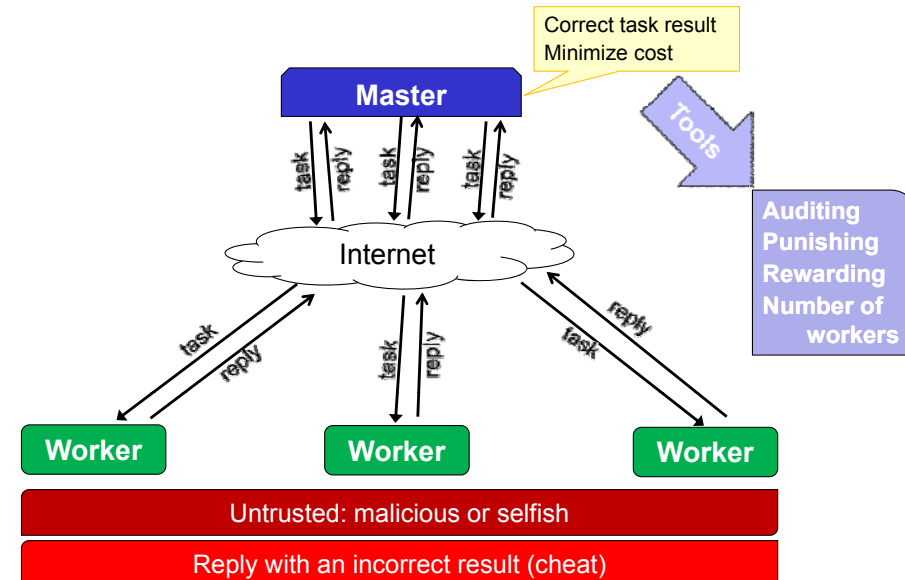 Correct task result
Minimize cost
Master
Tools
task
reply
task
reply
task
reply
Auditing
Punishing
Rewarding
Number of
workers
Internet
task
reply
task
reply
task
reply
Worker
Worker
Worker
Untrusted: malicious or selfish
Reply with an incorrect result (cheat)